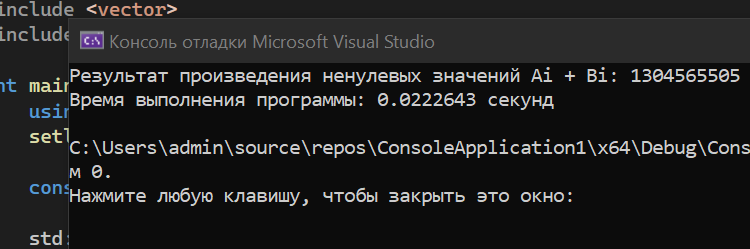 include <vector>
include
Консоль отладки Microsoft Visual Studio
nt main
usin
setl
cons
std:
Результат произведения ненулевых значений Ai + Bi: 1304565505
Время выполнения программы: 0.0222643 секунд
C:\Users\admin\source\repos\ConsoleApplication1\x64\Debug\Cons
м 0.
Нажмите любую клавишу, чтобы закрыть это окно: